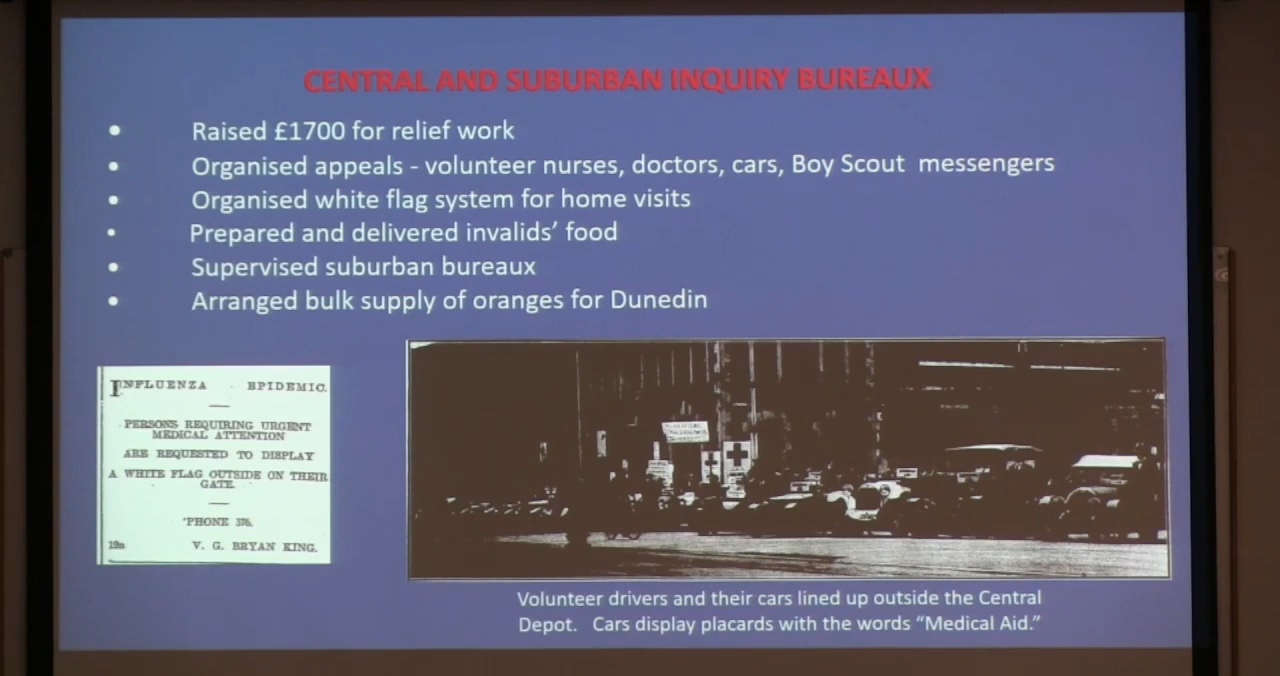 CENTRAL AND SUBURBAN INQUIRY BUREAUX
• Raised £1700 for relief work
• Organised appeals - volunteer nurses, doctors, cars, Boy Scout messengers
• Organised white flag system for home visits
• Prepared and delivered invalids’ food
• Supervised suburban bureaux
• Arranged bulk supply of oranges for Dunedin
INFLUENZA EPIDEMIC.
PERSONS REQUIRING URGENT
MEDICAL ATTENTION
ARE REQUESTED TO DISPLAY
A WHITE FLAG OUTSIDE ON THEIR
GATE.
'PHONE 376.
19n V. G. BRYAN KING.
Volunteer drivers and their cars lined up outside the Central
Depot. Cars display placards with the words “Medical Aid.”